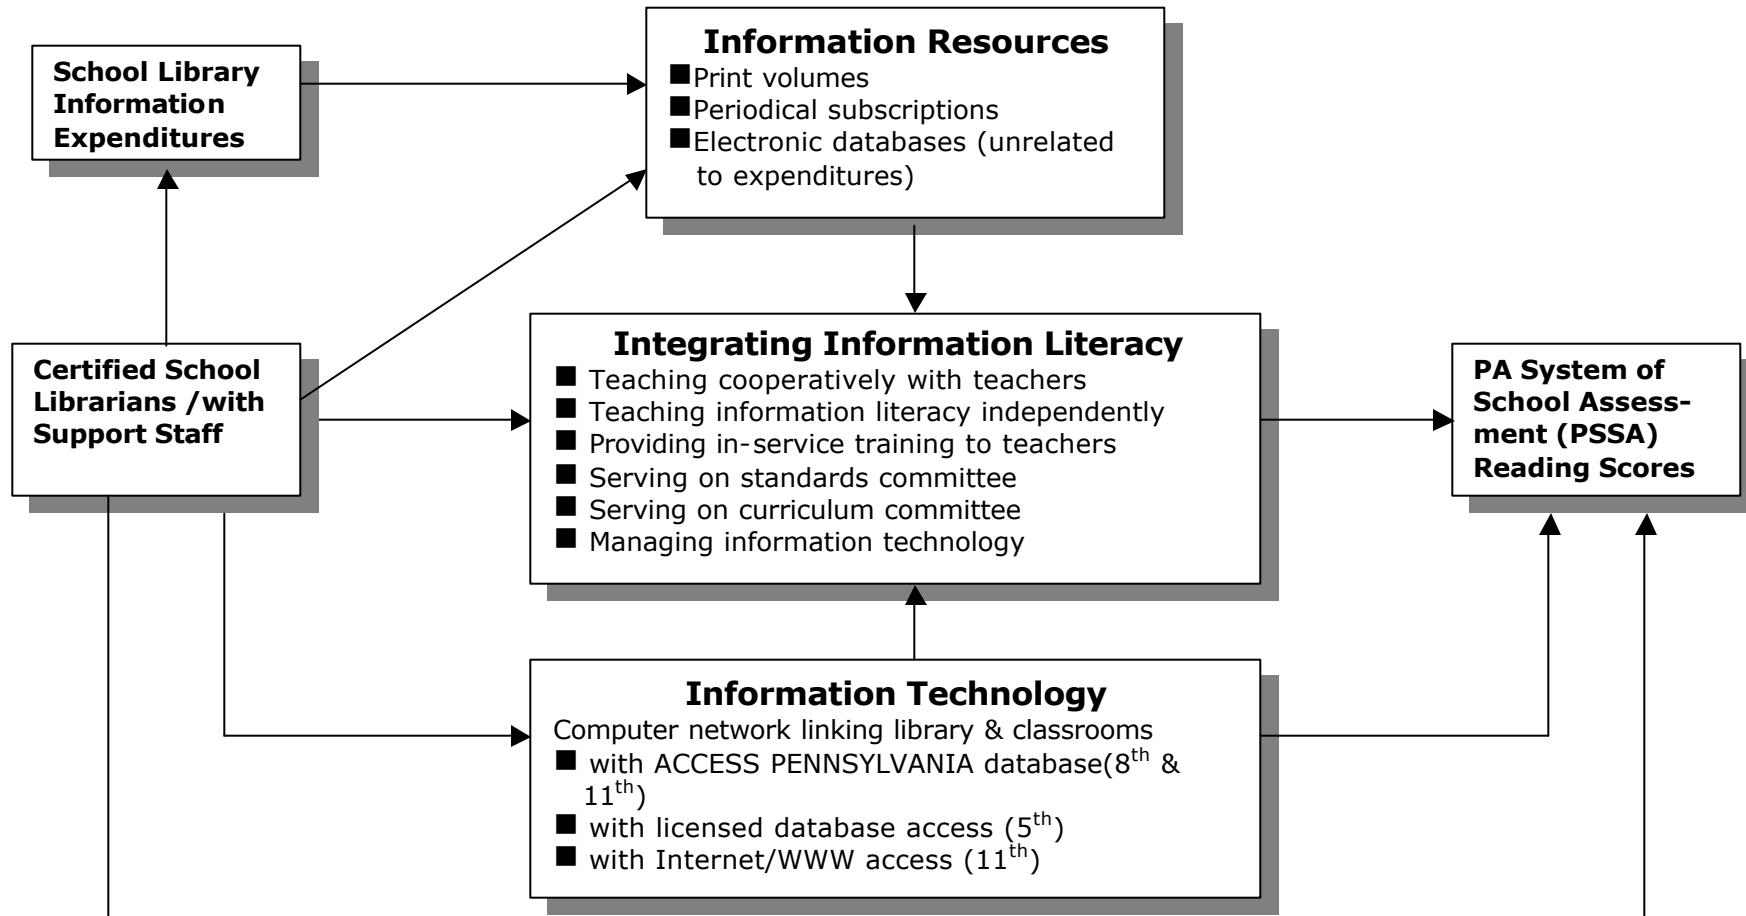 School Library
Information
Expenditures
Information Resources
■Print volumes
■Periodical subscriptions
■Electronic databases (unrelated
to expenditures)
Certified School
Librarians /with
Support Staff
Integrating Information Literacy
■ Teaching cooperatively with teachers
■ Teaching information literacy independently
■ Providing in-service training to teachers
■ Serving on standards committee
■ Serving on curriculum committee
■ Managing information technology
PA System of
School Assess-
ment (PSSA)
Reading Scores
Information Technology
Computer network linking library & classrooms
■ with ACCESS PENNSYLVANIA database(8th &
11th)
■ with licensed database access (5th)
■ with Internet/WWW access (11th)